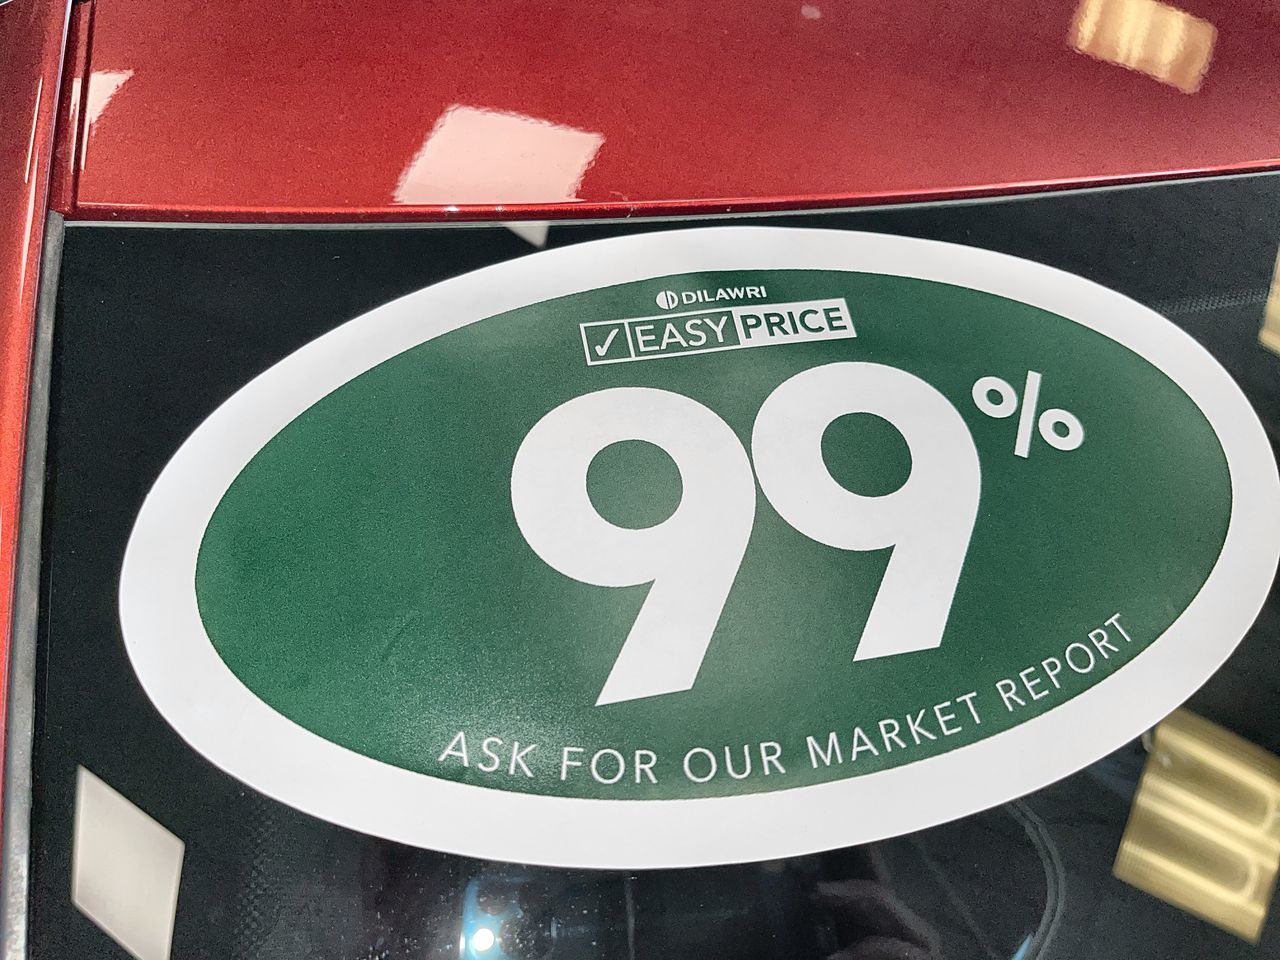 DILAWRI
✓ EASY PRICE
99%
ASK FOR OUR MARKET REPORT